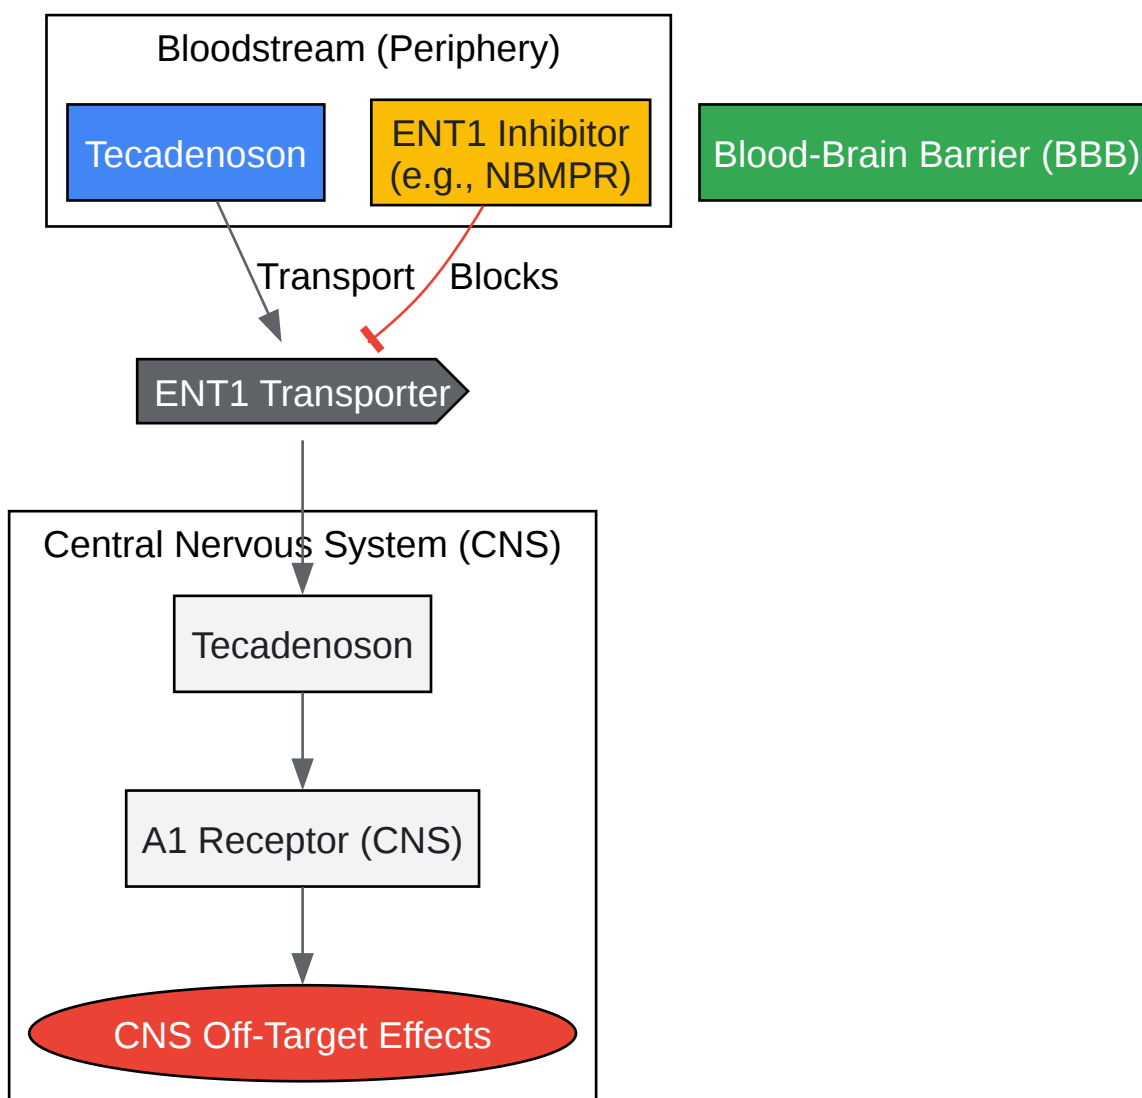 Bloodstream (Periphery)
Tecadenoson
ENT1 Inhibitor
(e.g., NBMPR)
Blood-Brain Barrier (BBB)
Transport
Blocks
ENT1 Transporter
Central Nervous System (CNS)
Tecadenoson
A1 Receptor (CNS)
CNS Off-Target Effects